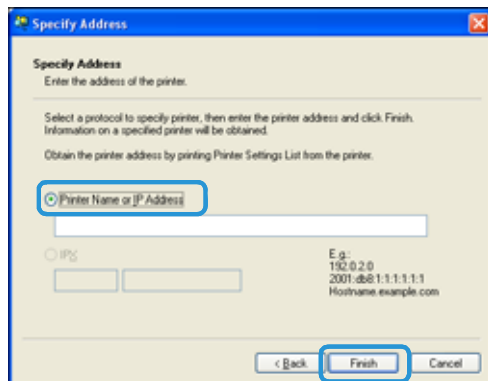 Specify Address
Specify Address
Enter the address of the printer.
Select a protocol to specify printer, then enter the printer address and click Finish.
Information on a specified printer will be obtained.
Obtain the printer address by printing Printer Settings List from the printer.
Printer Name or IP Address
IPX
E.g.:
192.0.2.0
2001:db8:1:1:1:1:1:1
Hostname.example.com
< Back
Finish
Cancel